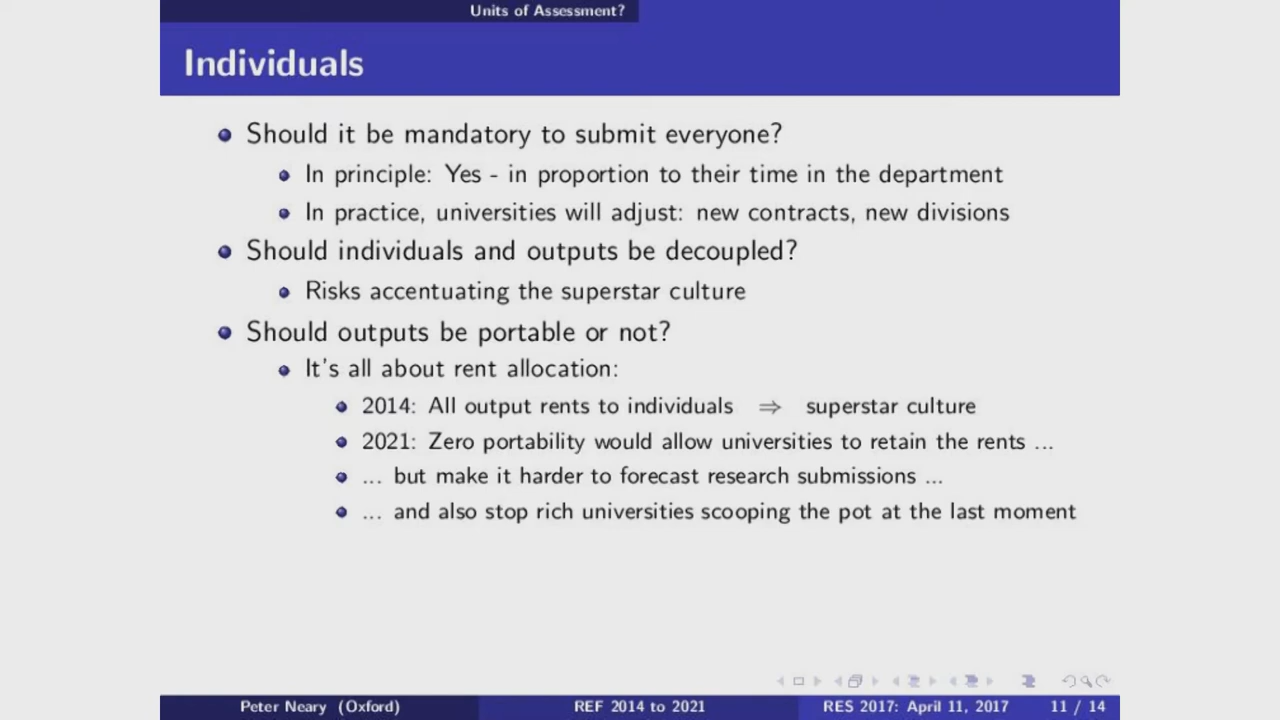 Units of Assessment?
Individuals
Should it be mandatory to submit everyone?
In principle: Yes - in proportion to their time in the department
In practice, universities will adjust: new contracts, new divisions
Should individuals and outputs be decoupled?
Risks accentuating the superstar culture
Should outputs be portable or not?
It's all about rent allocation:
2014: All output rents to individuals ⇒ superstar culture
2021: Zero portability would allow universities to retain the rents ...
... but make it harder to forecast research submissions ...
... and also stop rich universities scooping the pot at the last moment
Peter Neary (Oxford) REF 2014 to 2021 RES 2017: April 11, 2017 11 / 14